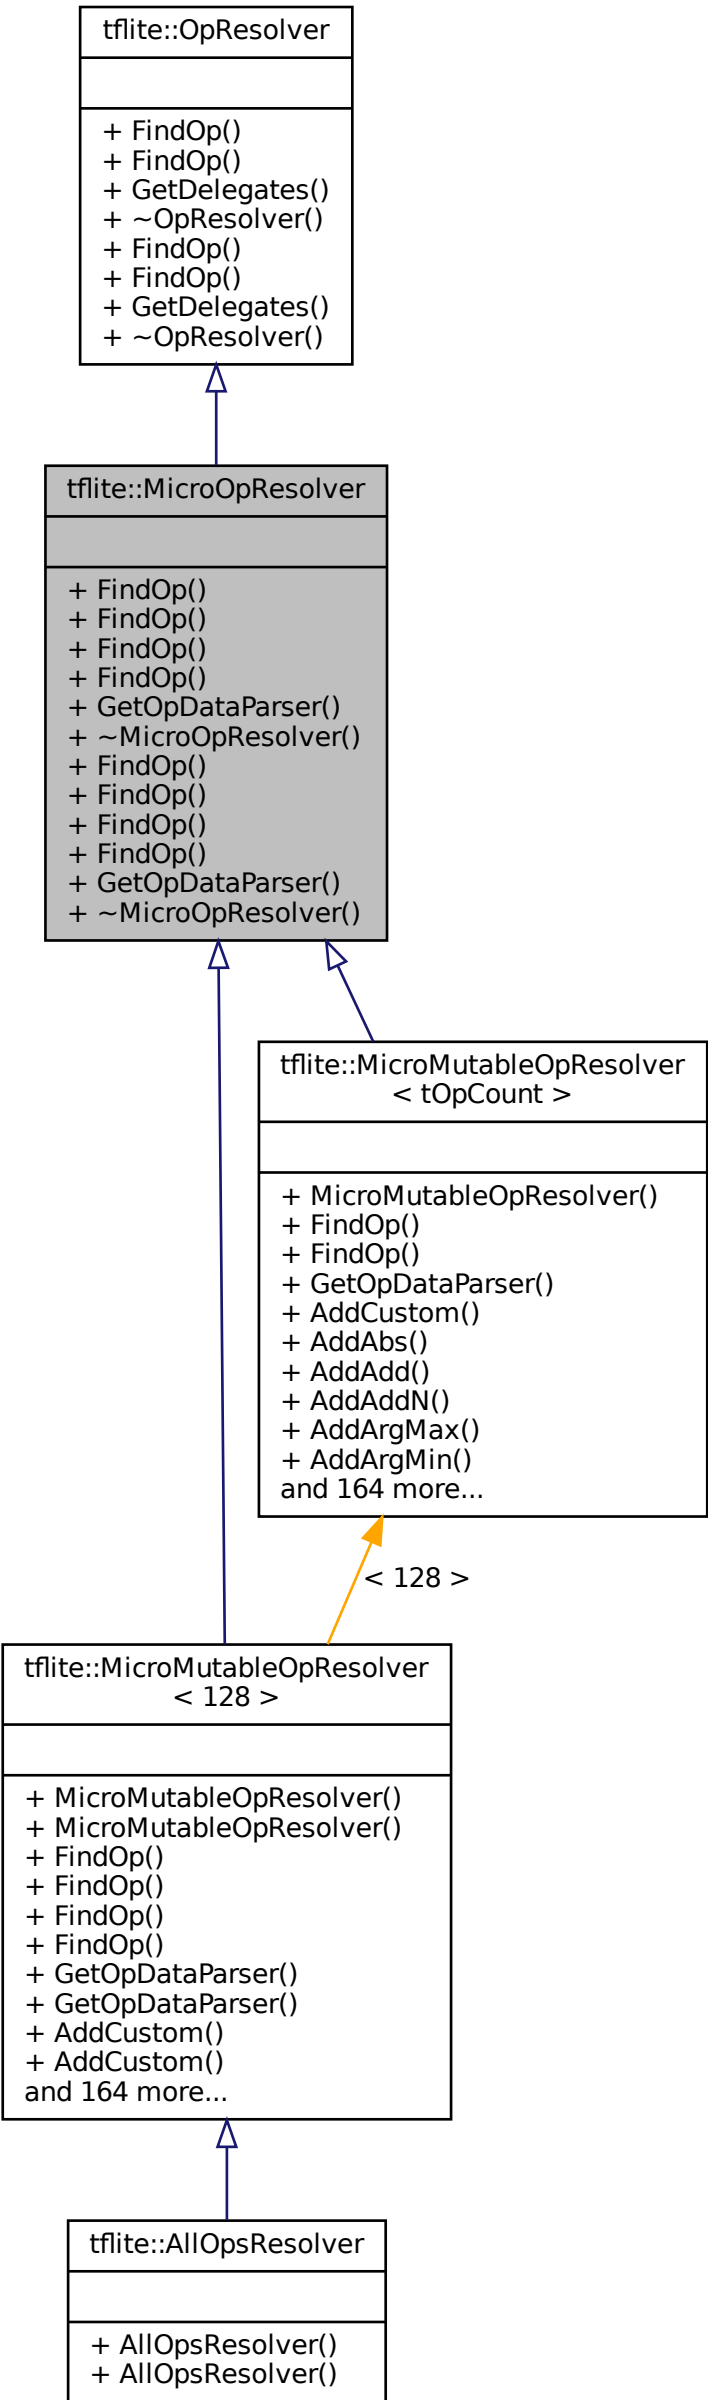 tflite::OpResolver
+ FindOp()
+ FindOp()
+ GetDelegates()
+ ~OpResolver()
+ FindOp()
+ FindOp()
+ GetDelegates()
+ ~OpResolver()
tflite::MicroOpResolver
+ FindOp()
+ FindOp()
+ FindOp()
+ FindOp()
+ GetOpDataParser()
+ ~MicroOpResolver()
+ FindOp()
+ FindOp()
+ FindOp()
+ FindOp()
+ GetOpDataParser()
+ ~MicroOpResolver()
tflite::MicroMutableOpResolver
< tOpCount >
+ MicroMutableOpResolver()
+ FindOp()
+ FindOp()
+ GetOpDataParser()
+ AddCustom()
+ AddAbs()
+ AddAdd()
+ AddAddN()
+ AddArgMax()
+ AddArgMin()
and 164 more...
< 128 >
tflite::MicroMutableOpResolver
< 128 >
+ MicroMutableOpResolver()
+ MicroMutableOpResolver()
+ FindOp()
+ FindOp()
+ FindOp()
+ FindOp()
+ GetOpDataParser()
+ GetOpDataParser()
+ AddCustom()
+ AddCustom()
and 164 more...
tflite::AllOpsResolver
+ AllOpsResolver()
+ AllOpsResolver()